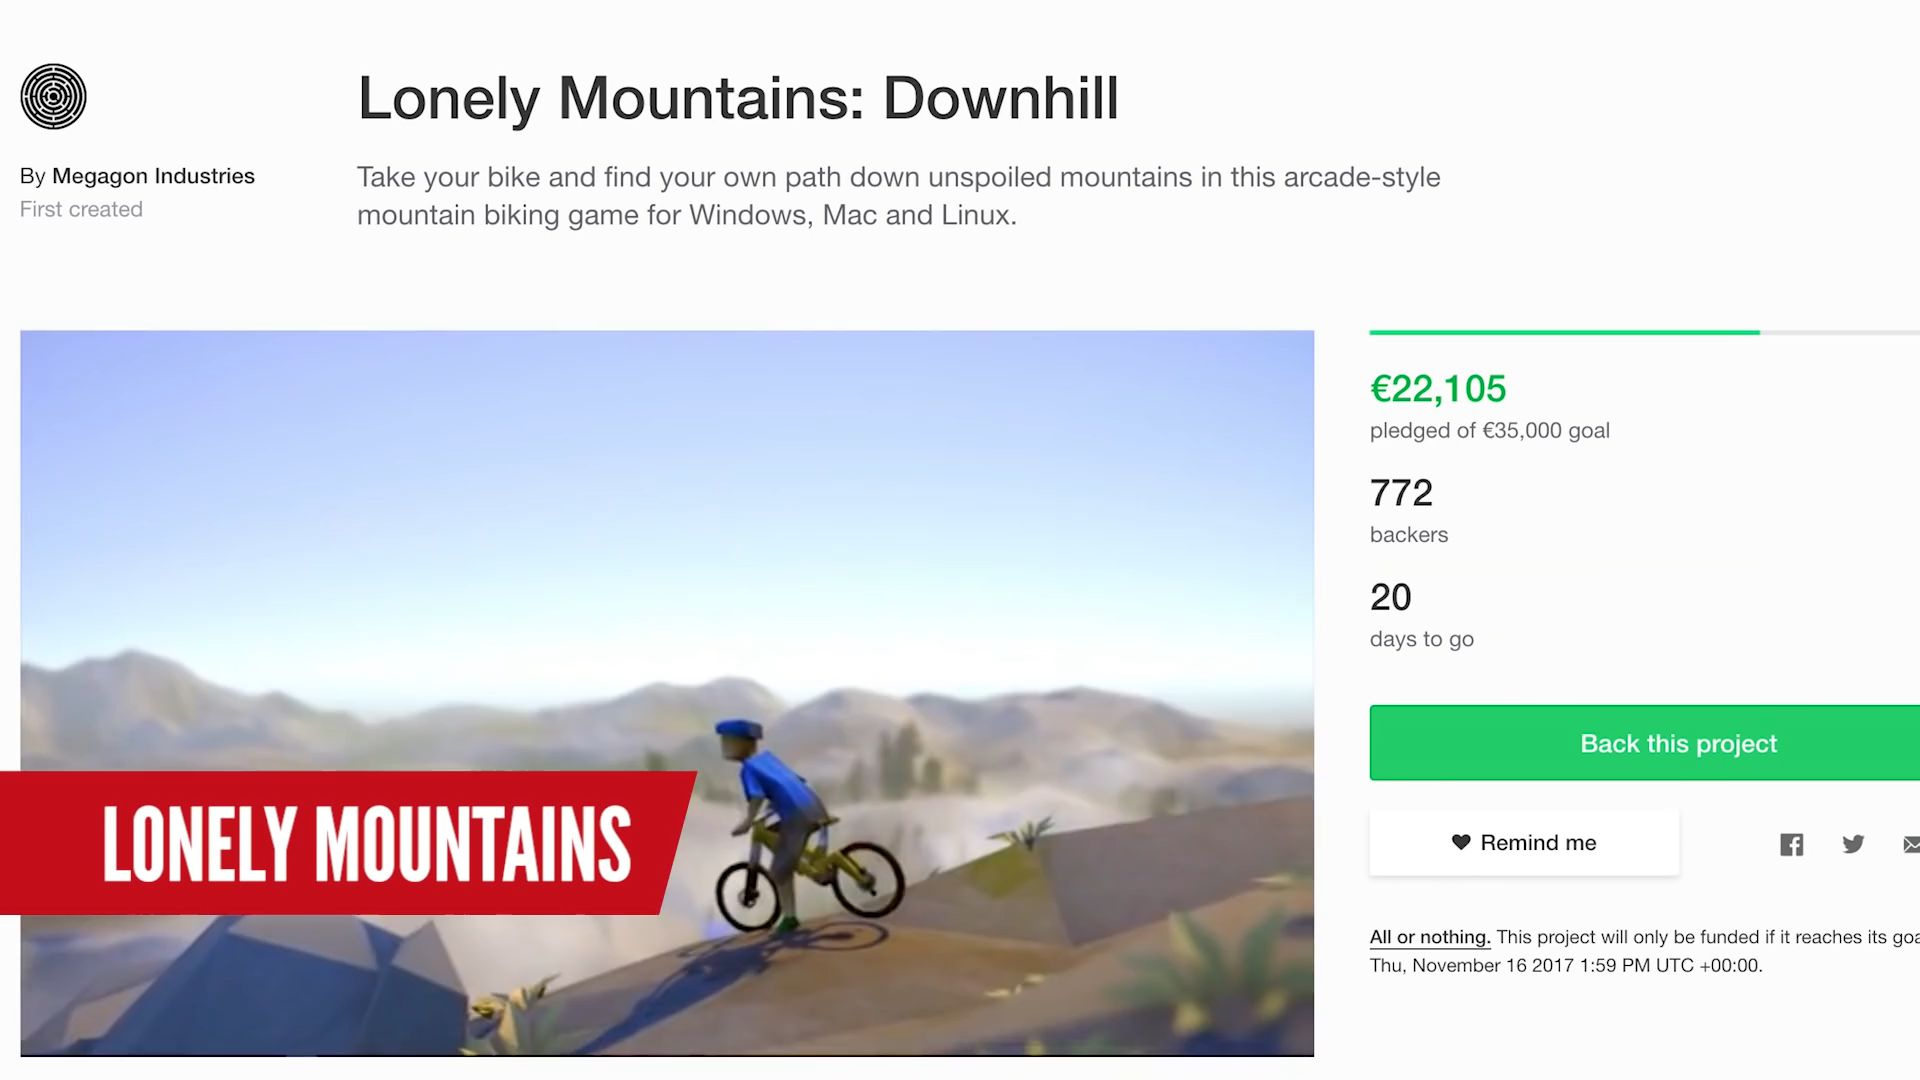 Lonely Mountains: Downhill
By Megagon Industries
First created
Take your bike and find your own path down unspoiled mountains in this arcade-style
mountain biking game for Windows, Mac and Linux.
€22,105
pledged of €35,000 goal
772
backers
20
days to go
Back this project
Remind me
All or nothing. This project will only be funded if it reaches its
Thu, November 16 2017 1:59 PM UTC +00:00.
LONELY MOUNTAINS